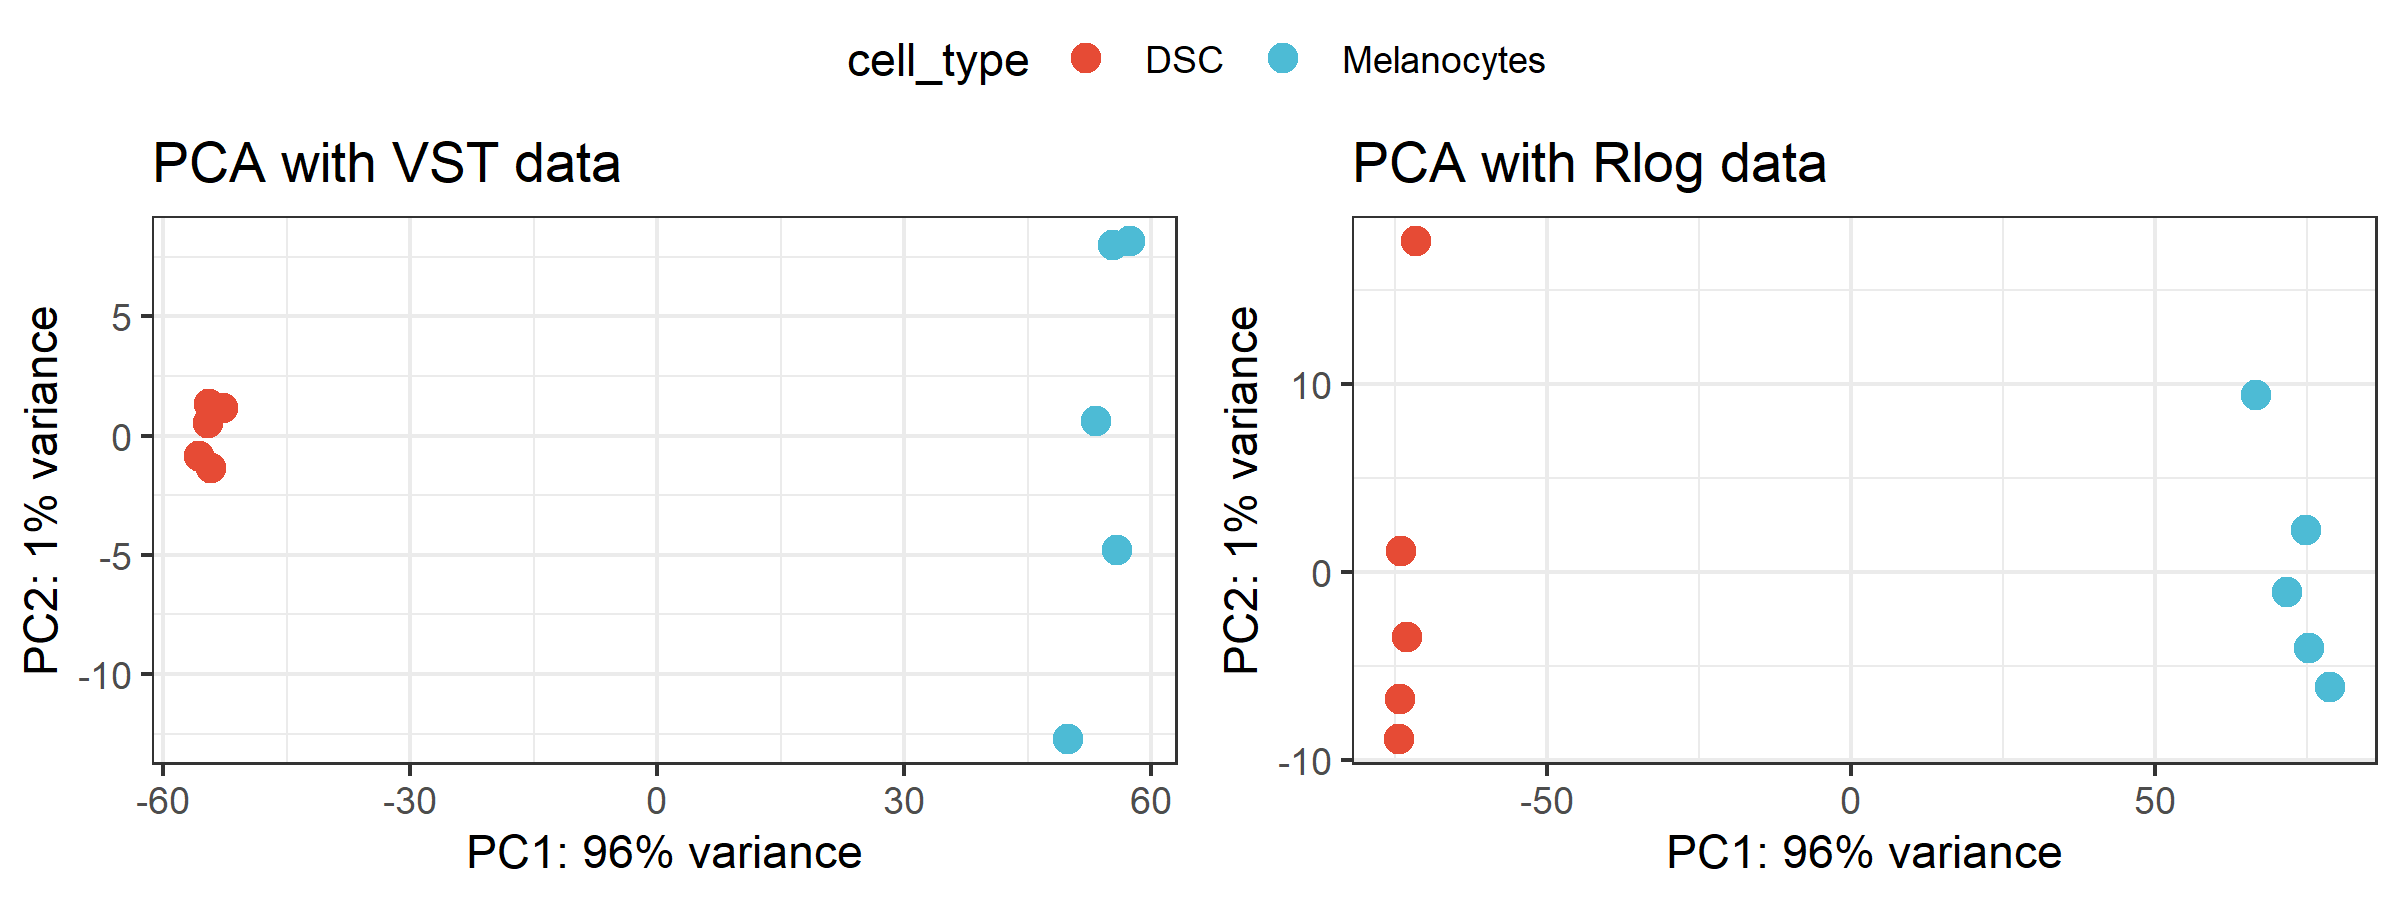 cell_type DSC Melanocytes
PCA with VST data
PC2: 1% variance
5
0
-5
-10
-60 -30 0 30 60
PC1: 96% variance
PCA with Rlog data
PC2: 1% variance
10
0
-10
-50 0 50
PC1: 96% variance